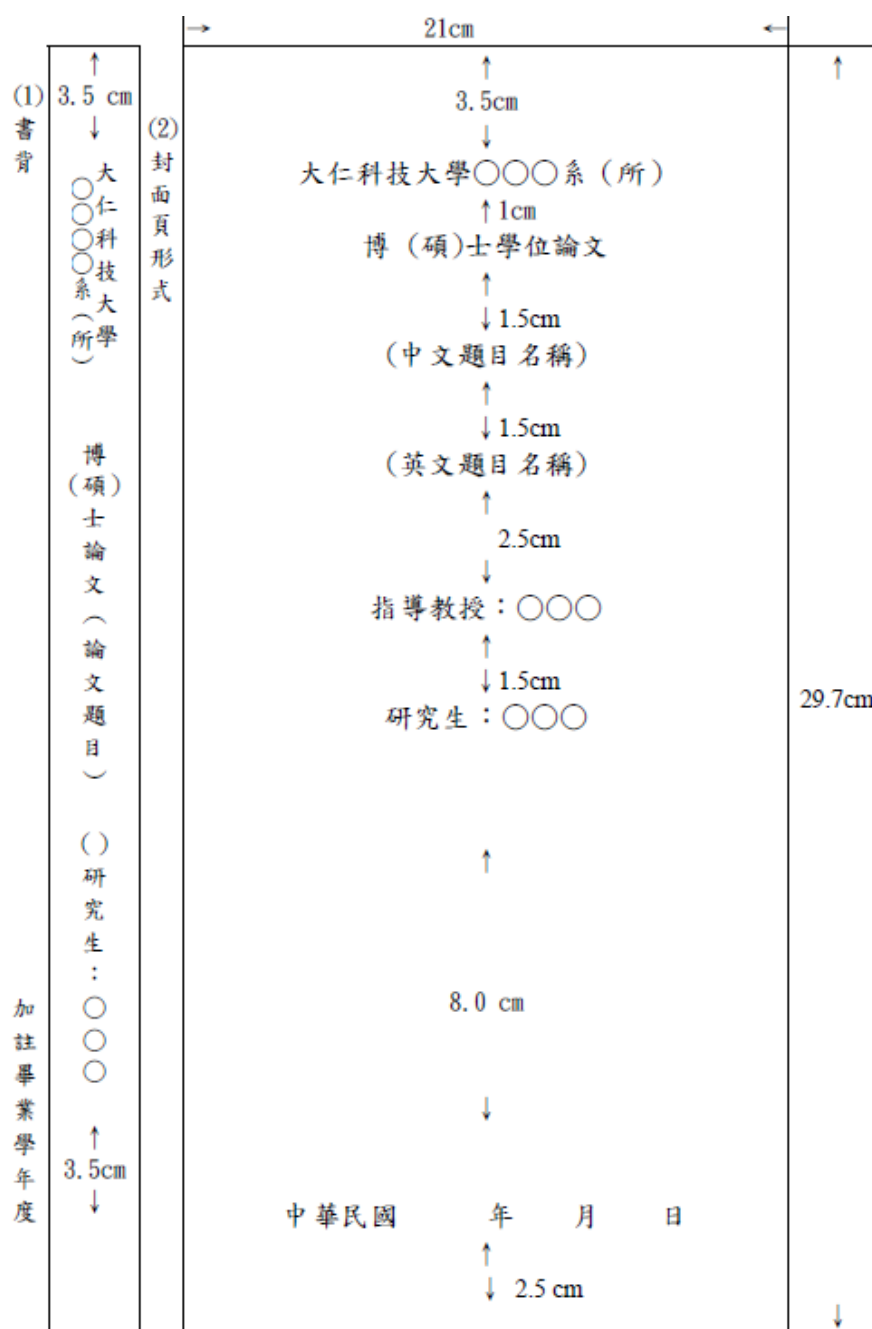 21cm
(1)書背
3.5 cm
大仁科技大學
○○○○系(所)
博(碩)士論文(論文題目)
( )研究生:○○○
3.5cm
加註畢業學年度
(2)封面頁形式
3.5cm
大仁科技大學○○○系（所）
1cm
博（碩)士學位論文
1.5cm
(中文題目名稱)
1.5cm
(英文題目名稱)
2.5cm
指導教授：○○○
1.5cm
研究生：○○○
8.0 cm
中華民國　　年　　月　　日
2.5 cm
29.7cm